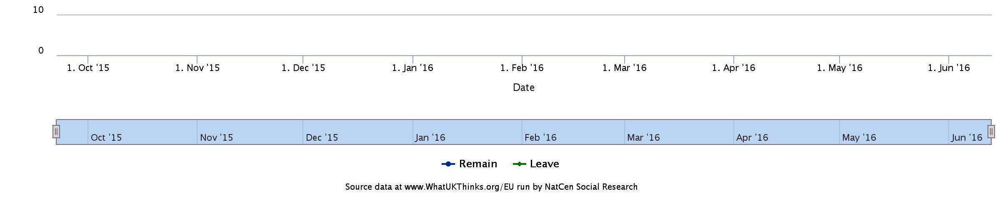 10
0
1. Oct '15 1. Nov '15 1. Dec '15 1. Jan '16 1. Feb '16 1. Mar '16 1. Apr '16 1. May '16 1. Jun '16
Date
Oct '15 Nov '15 Dec '15 Jan '16 Feb '16 Mar '16 Apr '16 May '16 Jun '16
Remain Leave
Source data at www.WhatUKThinks.org/EU run by NatCen Social Research